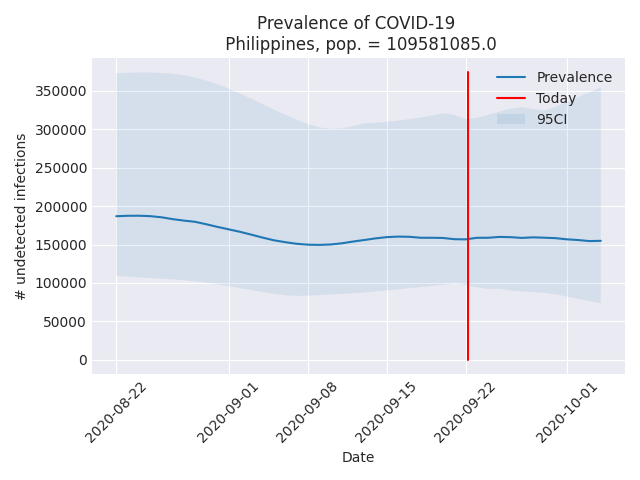 Prevalence of COVID-19
Philippines, pop. = 109581085.0
Prevalence
Today
95CI
# undetected infections
350000
300000
250000
200000
150000
100000
50000
0
2020-08-22
2020-09-01
2020-09-08
2020-09-15
2020-09-22
2020-10-01
Date